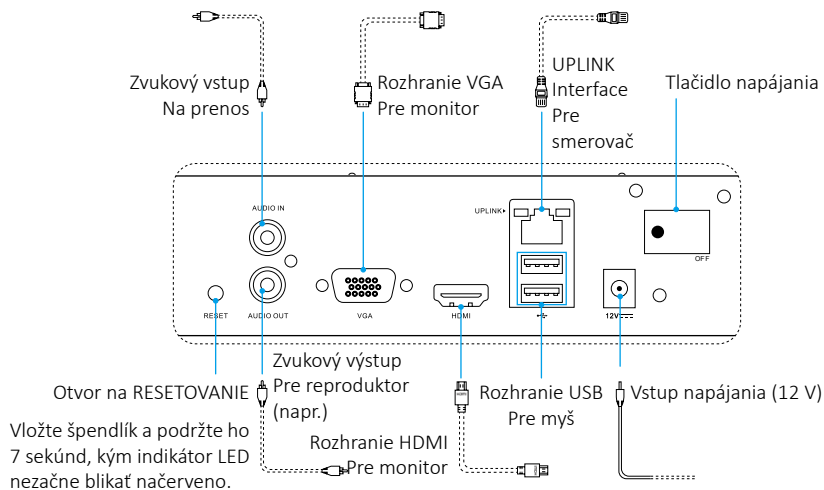 Zvukový vstup
Na prenos
Rozhranie VGA
Pre monitor
UPLINK
Interface
Pre
smerovač
Tlačidlo napájania
AUDIO IN
UPLINK
OFF
RESET
AUDIO OUT
VGA
HDMI
12V
Otvor na RESETOVANIE
Vložte špendlík a podržte ho
7 sekúnd, kým indikátor LED
nezačne blikať načerveno.
Zvukový výstup
Pre reproduktor
(napr.)
Rozhranie HDMI
Pre monitor
Rozhranie USB
Pre myš
Vstup napájania (12 V)